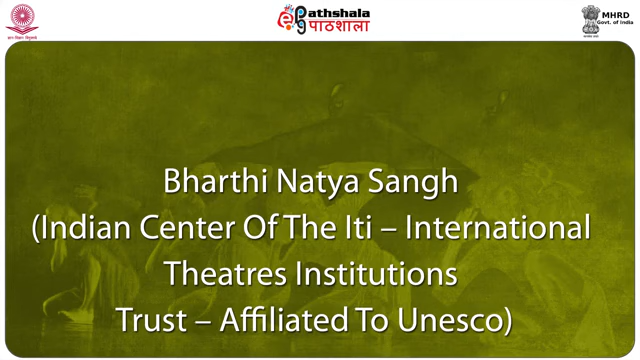 Pathshala
पाठशाला
MHRD
Govt. of India
Bharthi Natya Sangh
(Indian Center Of The Iti – International
Theatres Institutions
Trust – Affiliated To Unesco)